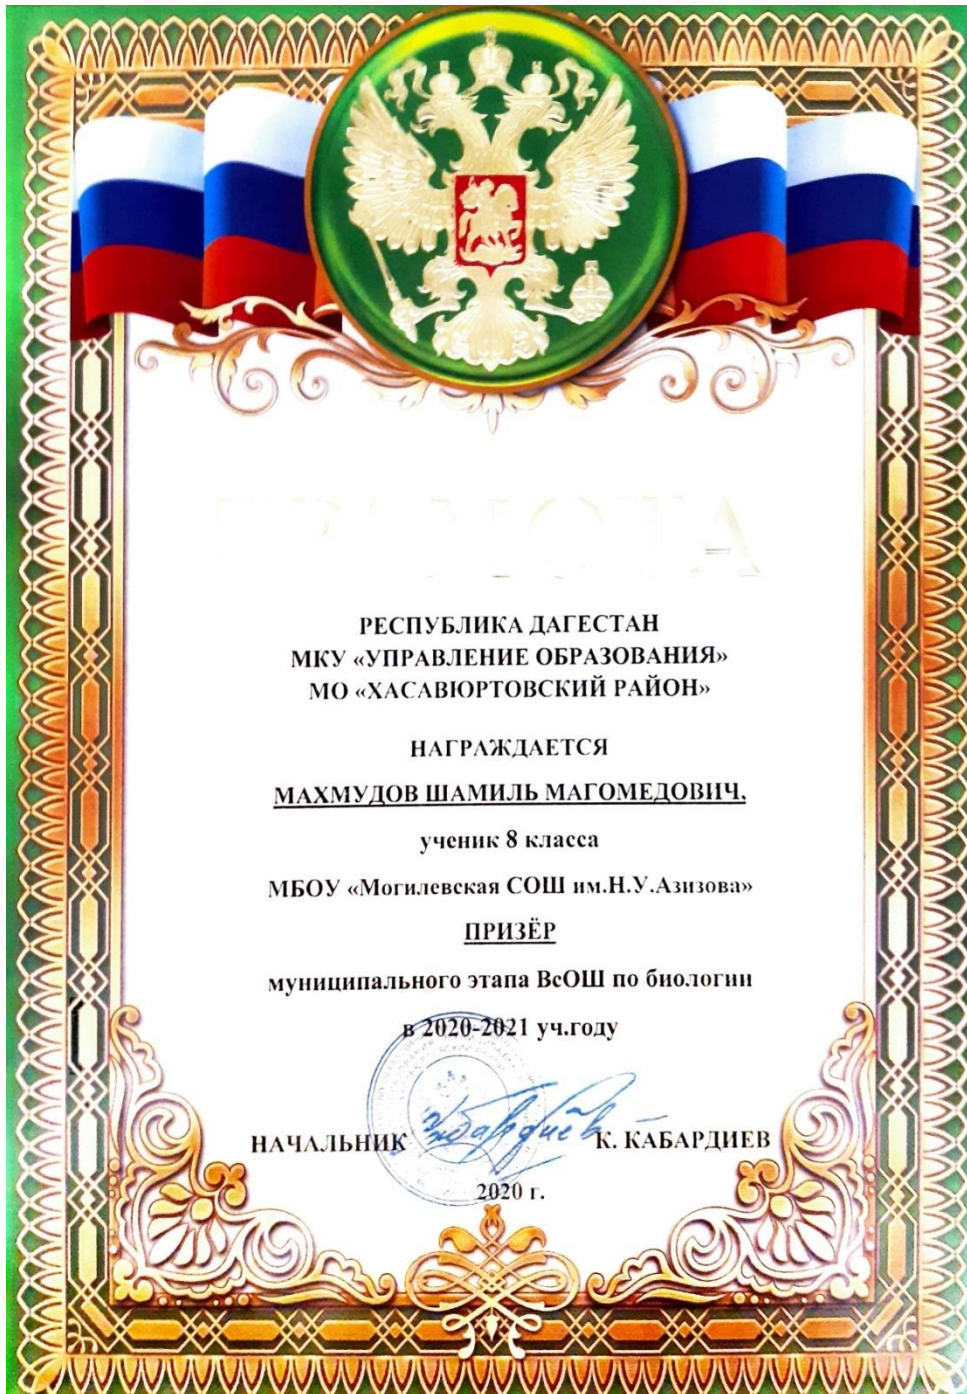 ГРАМОТА
РЕСПУБЛИКА ДАГЕСТАН
МКУ «УПРАВЛЕНИЕ ОБРАЗОВАНИЯ»
МО «ХАСАВЮРТОВСКИЙ РАЙОН»
НАГРАЖДАЕТСЯ
МАХМУДОВ ШАМИЛЬ МАГОМЕДОВИЧ,
ученик 8 класса
МБОУ «Могилевская СОШ им.Н.У.Азизова»
ПРИЗЁР
муниципального этапа ВсОШ по биологии
в 2020-2021 уч.году
НАЧАЛЬНИК К. КАБАРДИЕВ
2020 г.